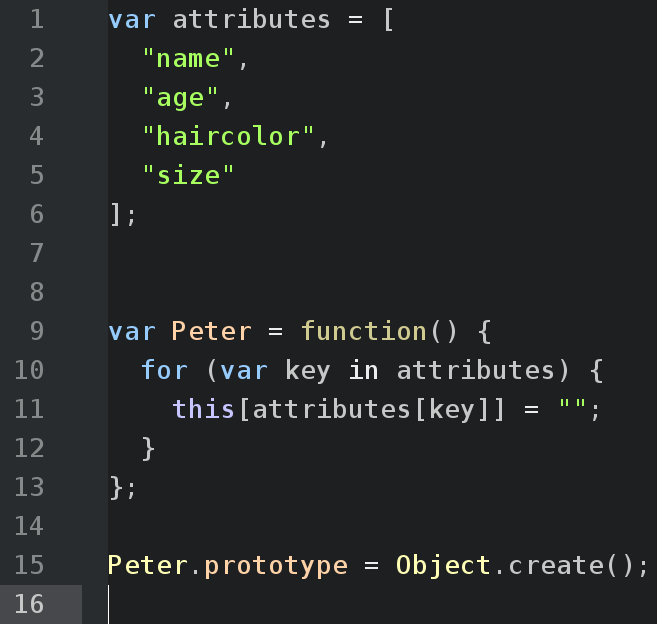 1 var attributes = [
2   "name",
3   "age",
4   "haircolor",
5   "size"
6 ];
7
8
9 var Peter = function() {
10   for (var key in attributes) {
11     this[attributes[key]] = "";
12   }
13 };
14
15 Peter.prototype = Object.create();
16